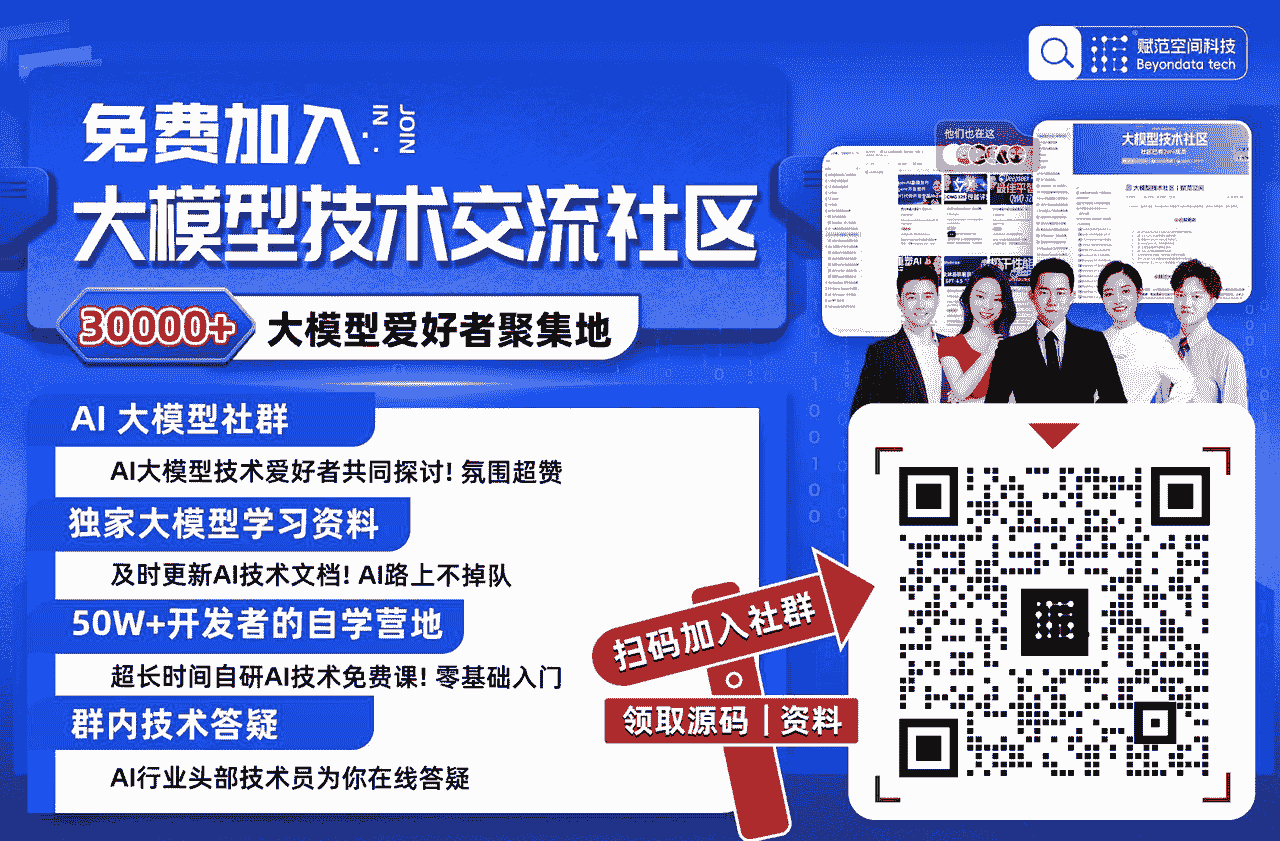 赋范空间科技
Beyondata tech
免费加入
JOIN IN
大模型技术交流社区
30000+ 大模型爱好者聚集地
他们也在这
大模型技术社区
AI 大模型社群
AI大模型技术爱好者共同探讨! 氛围超赞
独家大模型学习资料
及时更新AI技术文档! AI路上不掉队
50W+开发者的自学营地
超长时间自研AI技术免费课! 零基础入门
群内技术答疑
AI行业头部技术员为你在线答疑
扫码加入社群
领取源码 | 资料